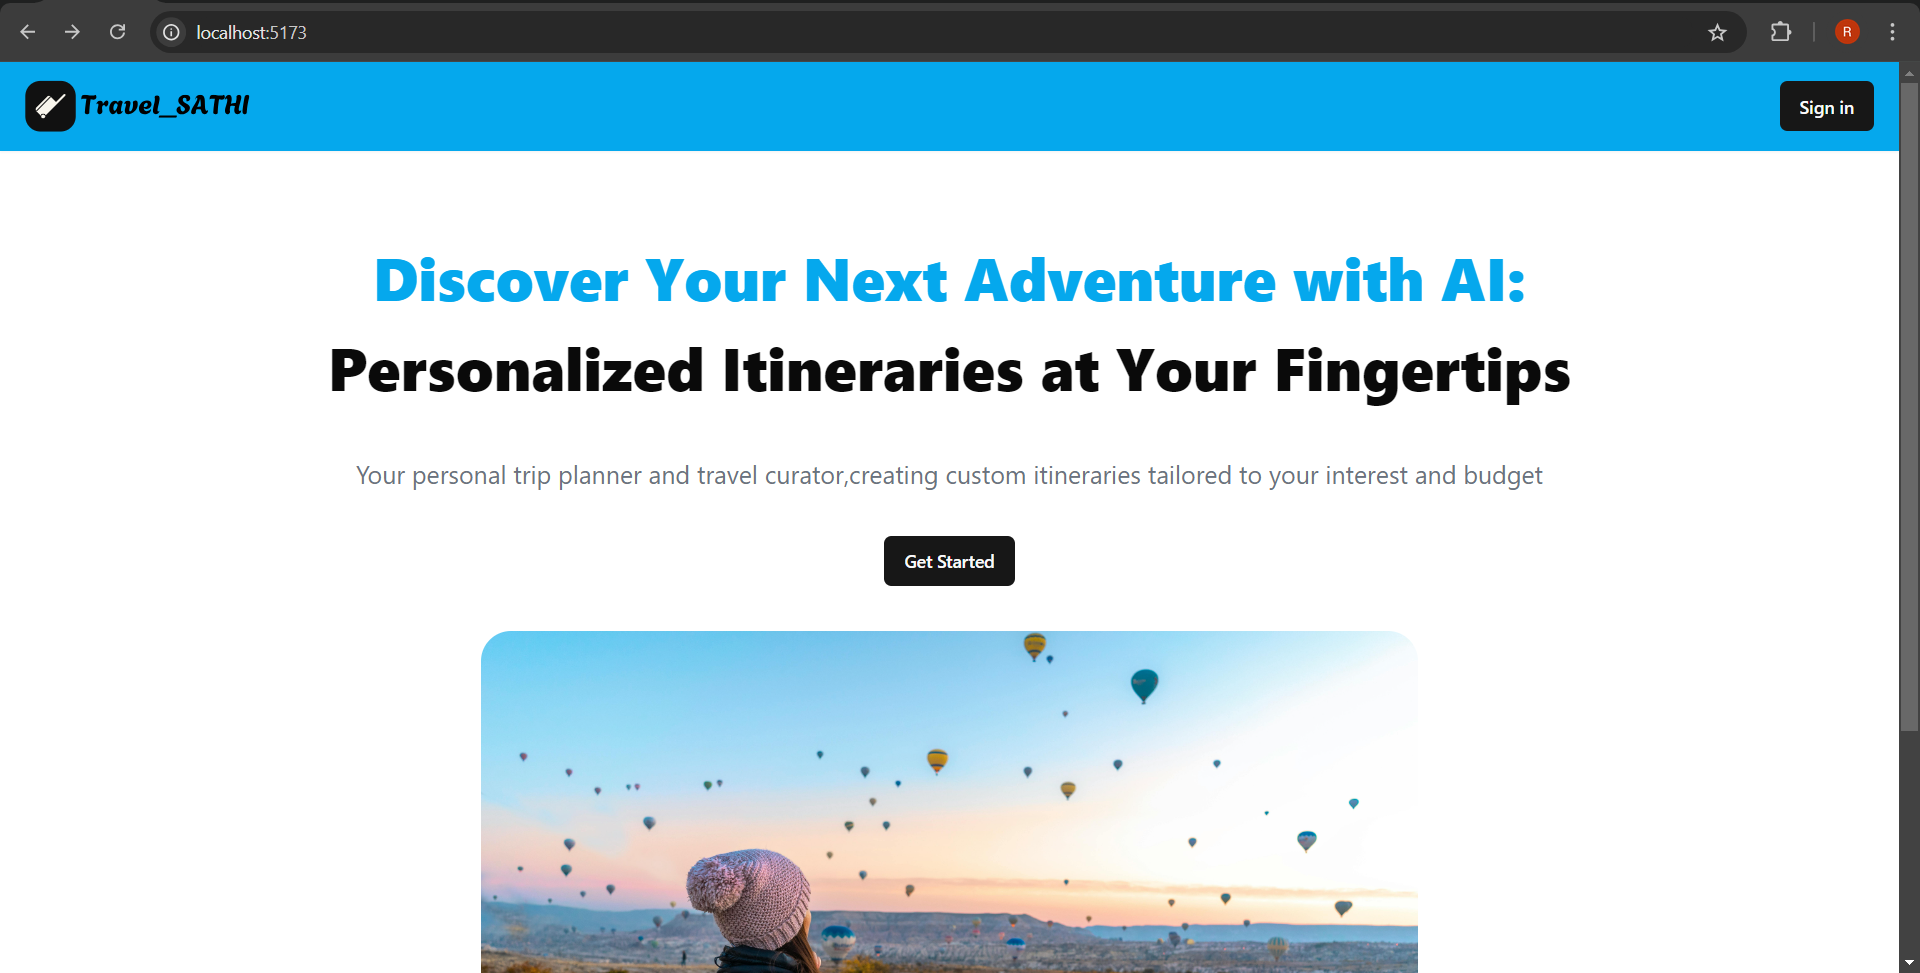 localhost:5173
R
Travel_SATHI
Sign in
Discover Your Next Adventure with AI:
Personalized Itineraries at Your Fingertips
Your personal trip planner and travel curator,creating custom itineraries tailored to your interest and budget
Get Started